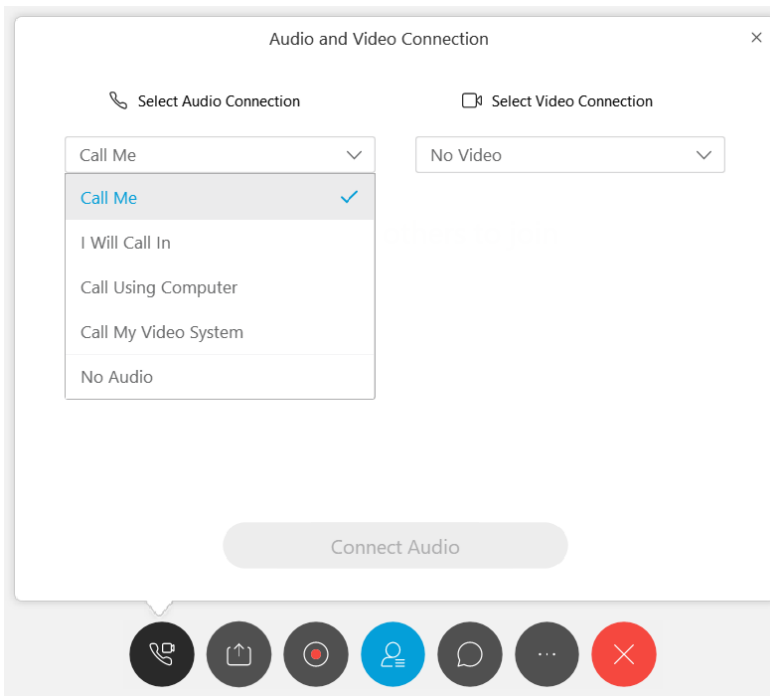 Audio and Video Connection
Select Audio Connection
Select Video Connection
Call Me
No Video
Call Me
I Will Call In
Call Using Computer
Call My Video System
No Audio
Connect Audio